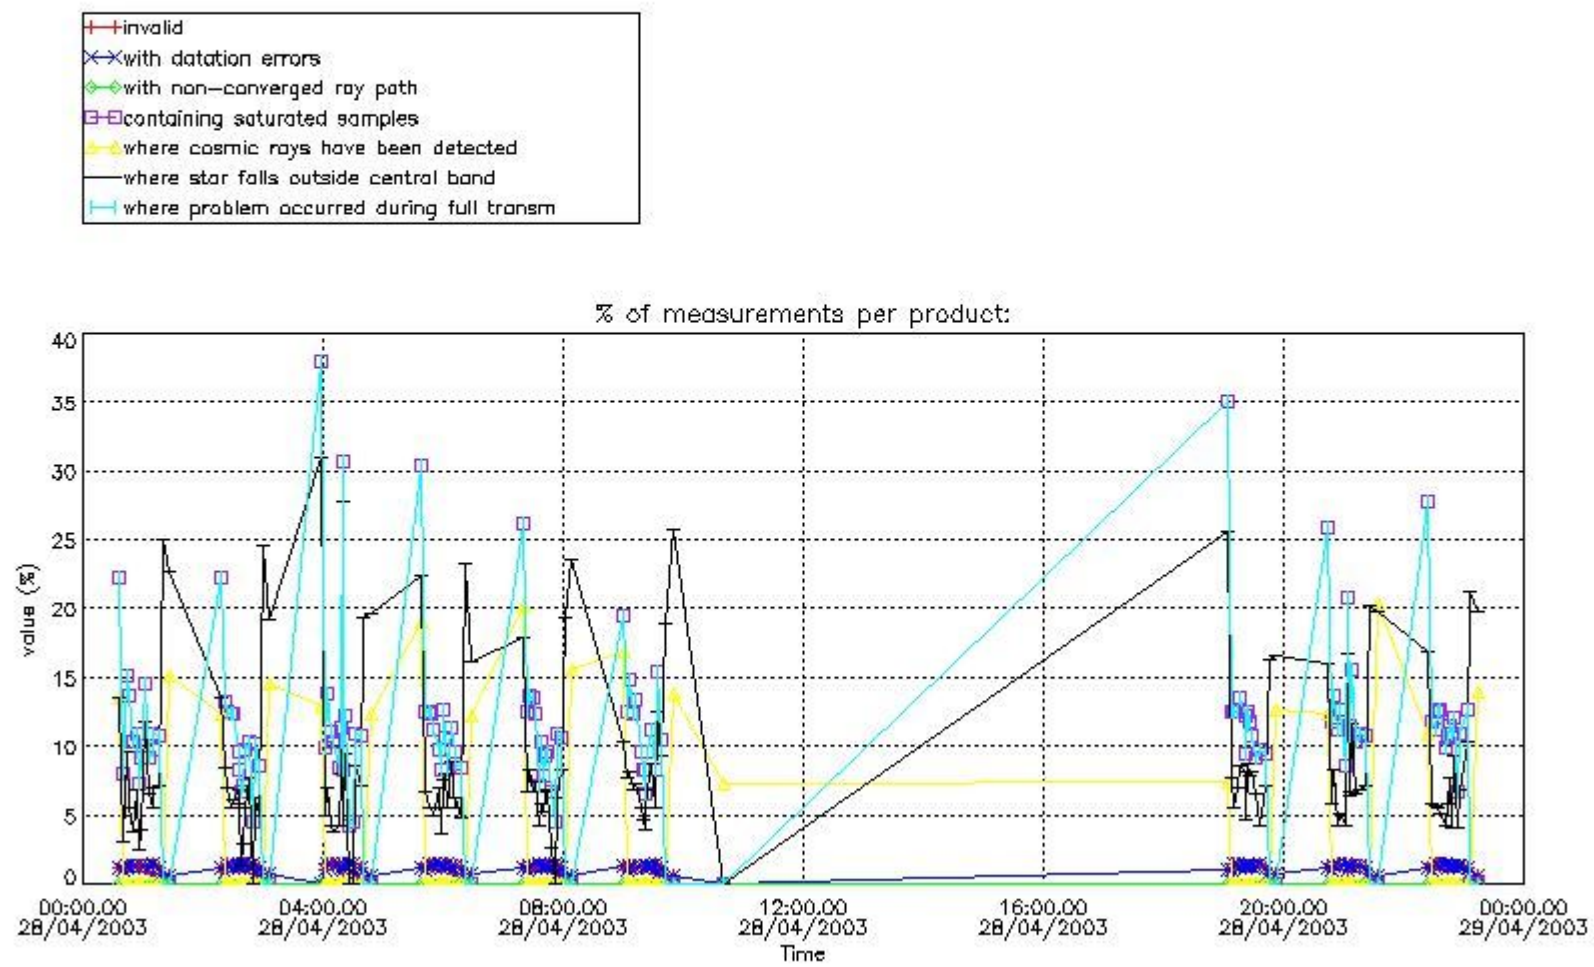 invalid
with datation errors
with non-converged ray path
containing saturated samples
where cosmic rays have been detected
where star falls outside central band
where problem occurred during full transm
% of measurements per product:
40
35
30
25
20
15
10
5
0
value (%)
00:00:00 04:00:00 08:00:00 12:00:00 16:00:00 20:00:00 00:00:00
28/04/2003 28/04/2003 28/04/2003 28/04/2003 28/04/2003 28/04/2003 29/04/2003
Time